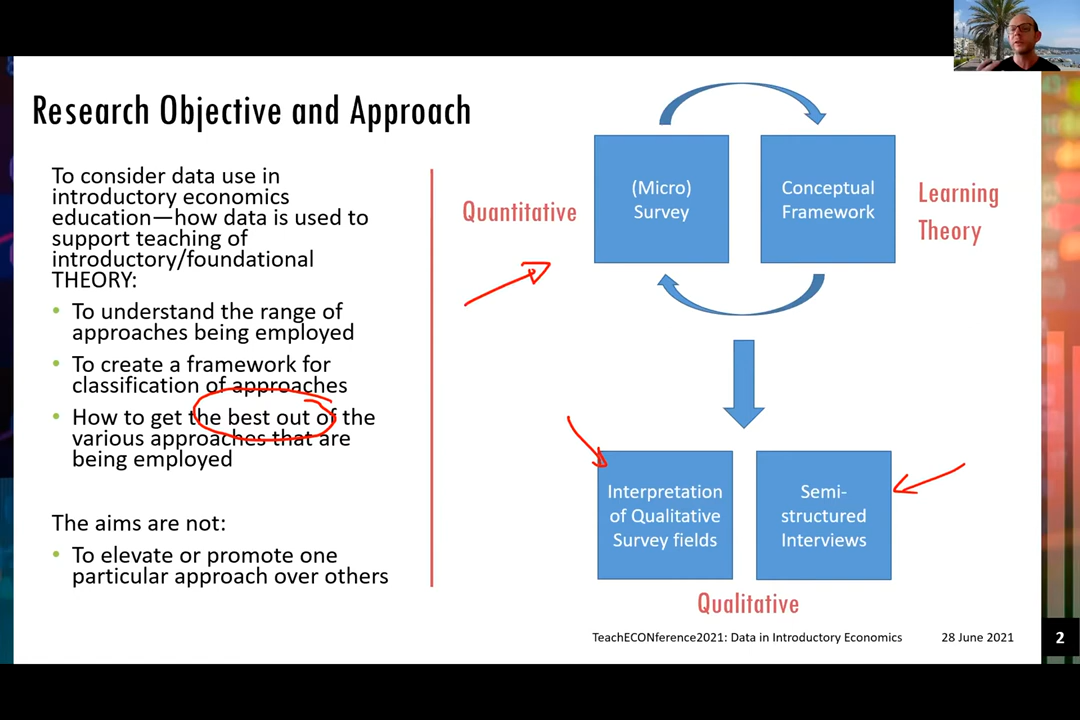 Research Objective and Approach
To consider data use in
introductory economics
education—how data is used to
support teaching of
introductory/foundational
THEORY:
• To understand the range of
approaches being employed
• To create a framework for
classification of approaches
• How to get the best out of the
various approaches that are
being employed
The aims are not:
• To elevate or promote one
particular approach over others
Quantitative
(Micro)
Survey
Conceptual
Framework
Learning
Theory
Interpretation
of Qualitative
Survey fields
Semi-
structured
Interviews
Qualitative
TeachECONference2021: Data in Introductory Economics
28 June 2021
2